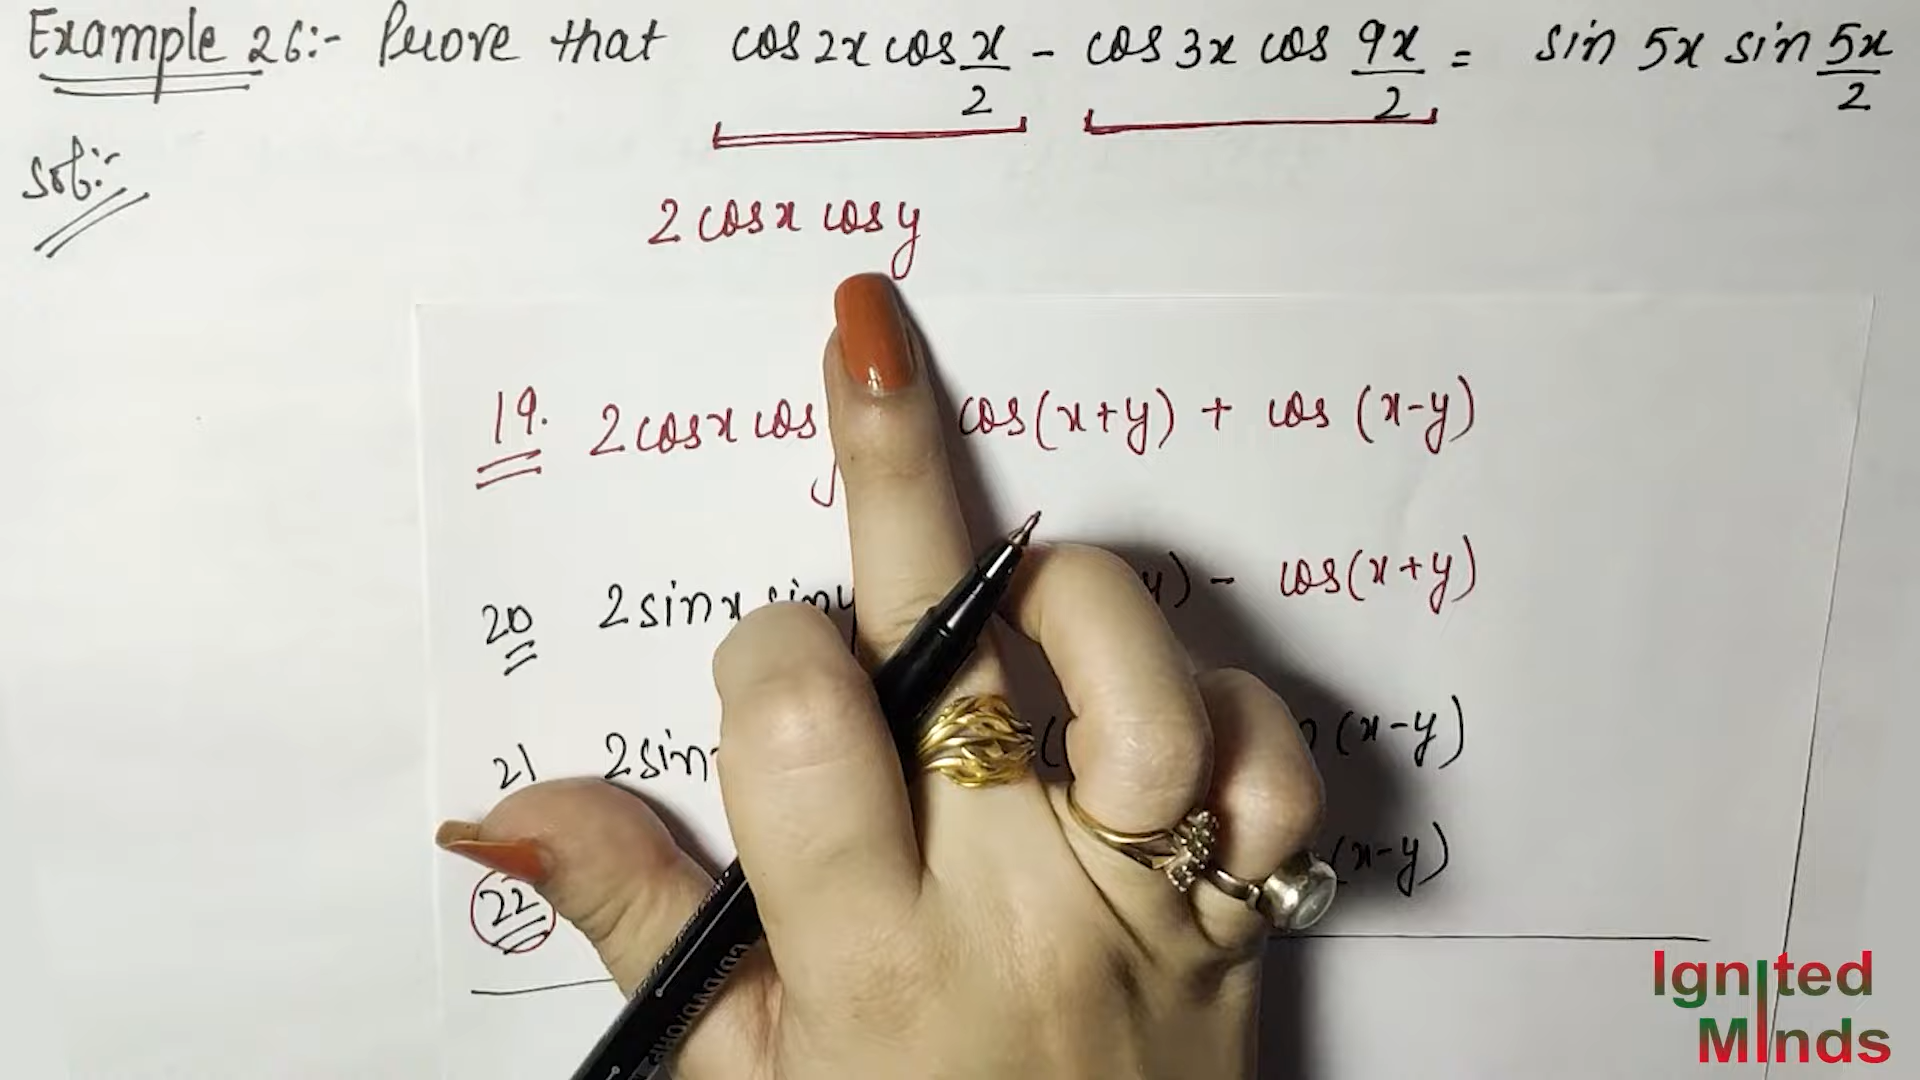 Example 26:- Prove that cos 2x cos x/2 - cos 3x cos 9x/2 = sin 5x sin 5x/2
Sol:-
2 cos x cos y
19. 2 cos x cos y cos (x+y) + cos (x-y)
20 2 sin x sin y y) - cos (x+y)
21 2 sin (x-y)
22 (x-y)
Ignited
Minds